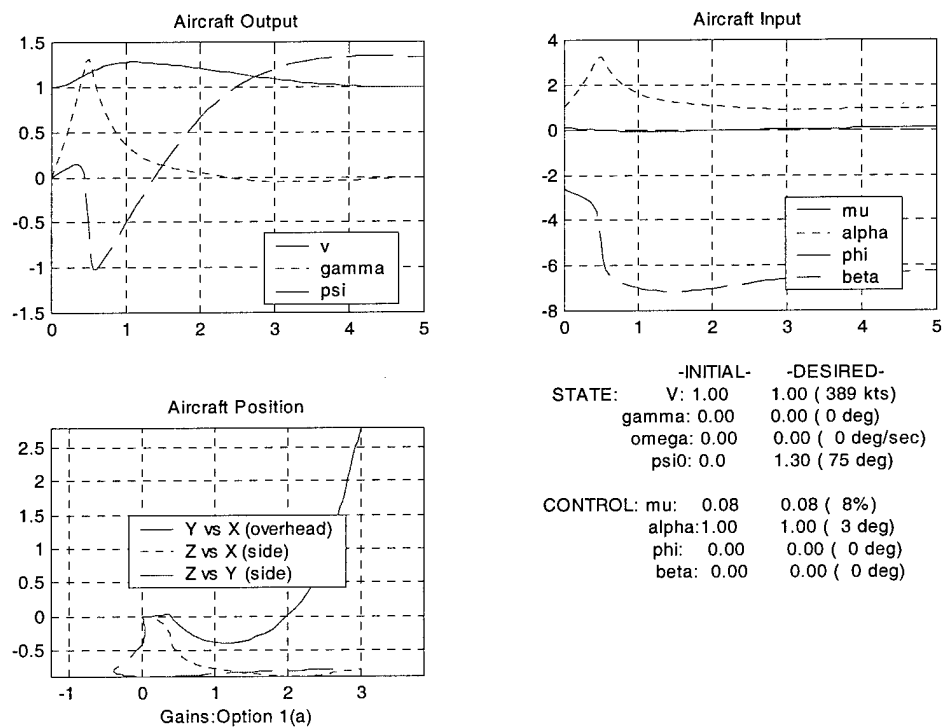 Aircraft Output
1.5
1
0.5
0
-0.5
-1
-1.5
0 1 2 3 4 5
v
gamma
psi
Aircraft Input
4
2
0
-2
-4
-6
-8
0 1 2 3 4 5
mu
alpha
phi
beta
Aircraft Position
2.5
2
1.5
1
0.5
0
-0.5
-1 0 1 2 3
Y vs X (overhead)
Z vs X (side)
Z vs Y (side)
Gains:Option 1(a)
-INITIAL- -DESIRED-
STATE: V: 1.00 1.00 ( 389 kts)
gamma: 0.00 0.00 ( 0 deg)
omega: 0.00 0.00 ( 0 deg/sec)
psi0: 0.0 1.30 ( 75 deg)
CONTROL: mu: 0.08 0.08 ( 8%)
alpha:1.00 1.00 ( 3 deg)
phi: 0.00 0.00 ( 0 deg)
beta: 0.00 0.00 ( 0 deg)